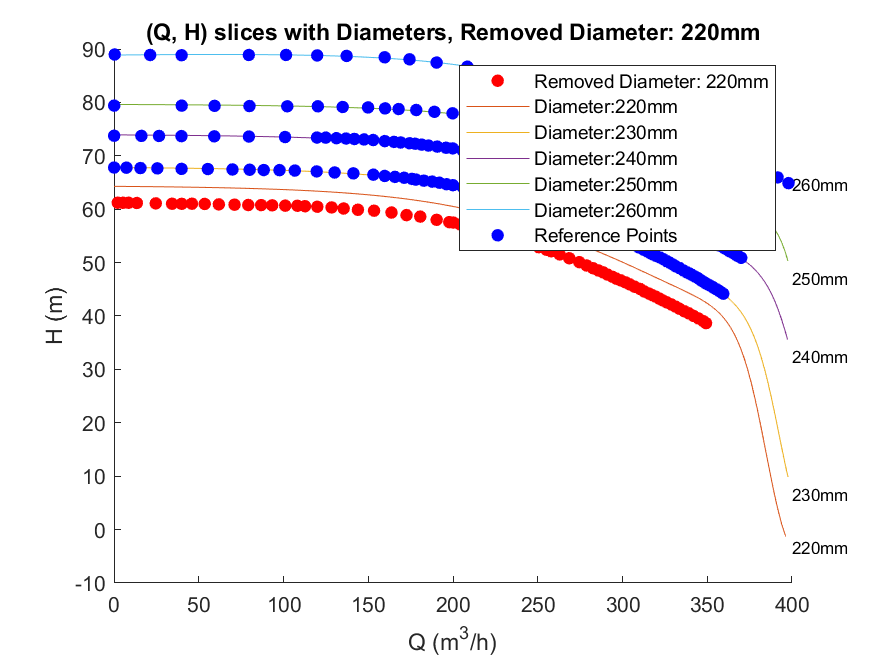 (Q, H) slices with Diameters, Removed Diameter: 220mm
90
80
70
60
50
40
30
20
10
0
-10
H (m)
Removed Diameter: 220mm
Diameter:220mm
Diameter:230mm
Diameter:240mm
Diameter:250mm
Diameter:260mm
Reference Points
260mm
250mm
240mm
230mm
220mm
0 50 100 150 200 250 300 350 400
Q (m³/h)